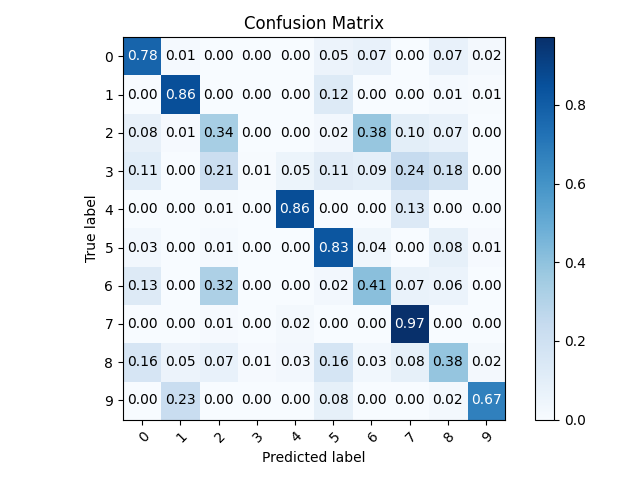 Confusion Matrix
True label
0 0.78 0.01 0.00 0.00 0.00 0.05 0.07 0.00 0.07 0.02
1 0.00 0.86 0.00 0.00 0.00 0.12 0.00 0.00 0.01 0.01
2 0.08 0.01 0.34 0.00 0.00 0.02 0.38 0.10 0.07 0.00
3 0.11 0.00 0.21 0.01 0.05 0.11 0.09 0.24 0.18 0.00
4 0.00 0.00 0.01 0.00 0.86 0.00 0.00 0.13 0.00 0.00
5 0.03 0.00 0.01 0.00 0.00 0.83 0.04 0.00 0.08 0.01
6 0.13 0.00 0.32 0.00 0.00 0.02 0.41 0.07 0.06 0.00
7 0.00 0.00 0.01 0.00 0.02 0.00 0.00 0.97 0.00 0.00
8 0.16 0.05 0.07 0.01 0.03 0.16 0.03 0.08 0.38 0.02
9 0.00 0.23 0.00 0.00 0.00 0.08 0.00 0.00 0.02 0.67
0 1 2 3 4 5 6 7 8 9
Predicted label
0.8
0.6
0.4
0.2
0.0